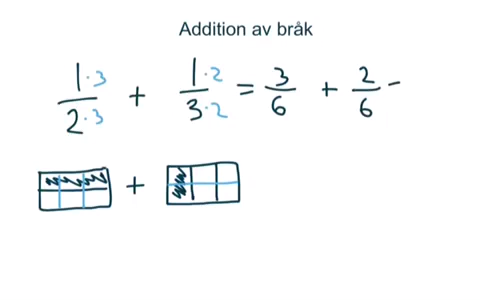 Addition av bråk
1·3/2·3 + 1·2/3·2 = 3/6 + 2/6 -
+